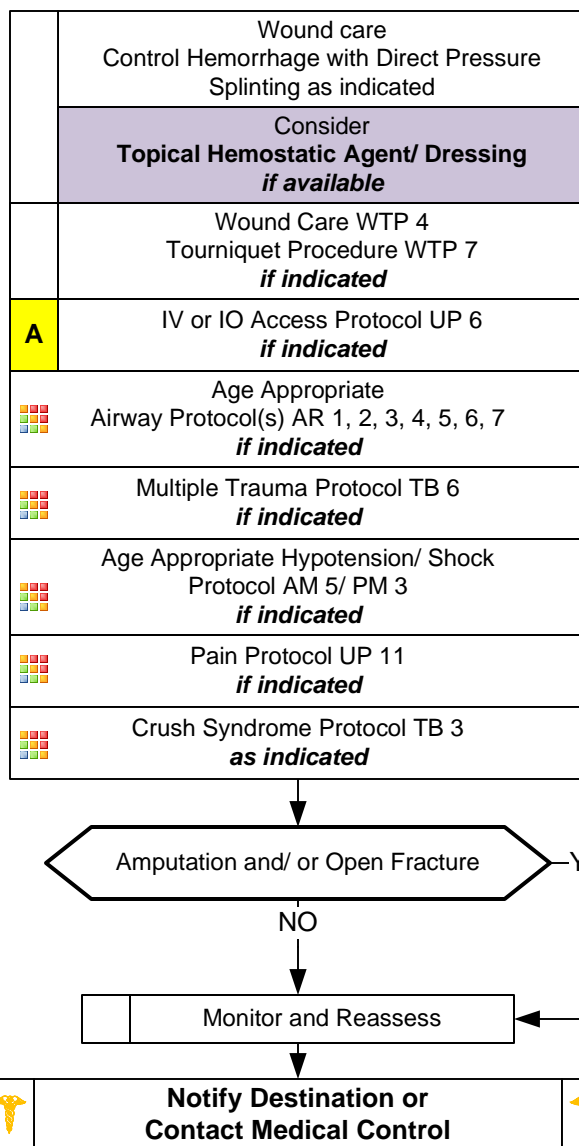 Wound care
Control Hemorrhage with Direct Pressure
Splinting as indicated
Consider
Topical Hemostatic Agent/ Dressing
if available
Wound Care WTP 4
Tourniquet Procedure WTP 7
if indicated
A
IV or IO Access Protocol UP 6
if indicated
Age Appropriate
Airway Protocol(s) AR 1, 2, 3, 4, 5, 6, 7
if indicated
Multiple Trauma Protocol TB 6
if indicated
Age Appropriate Hypotension/ Shock
Protocol AM 5/ PM 3
if indicated
Pain Protocol UP 11
if indicated
Crush Syndrome Protocol TB 3
as indicated
Amputation and/ or Open Fracture
NO
Monitor and Reassess
Notify Destination or
Contact Medical Control